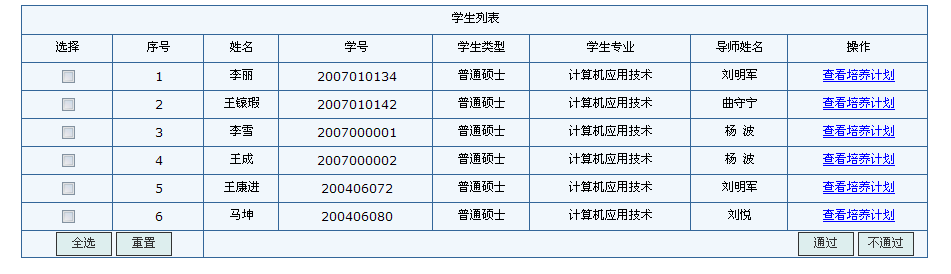 学生列表
选择 序号 姓名 学号 学生类型 学生专业 导师姓名 操作
1 李丽 2007010134 普通硕士 计算机应用技术 刘明军 查看培养计划
2 王镶瑕 2007010142 普通硕士 计算机应用技术 曲守宁 查看培养计划
3 李雪 2007000001 普通硕士 计算机应用技术 杨 波 查看培养计划
4 王成 2007000002 普通硕士 计算机应用技术 杨 波 查看培养计划
5 王康进 200406072 普通硕士 计算机应用技术 刘明军 查看培养计划
6 马坤 200406080 普通硕士 计算机应用技术 刘悦 查看培养计划
全选 重置 通过 不通过